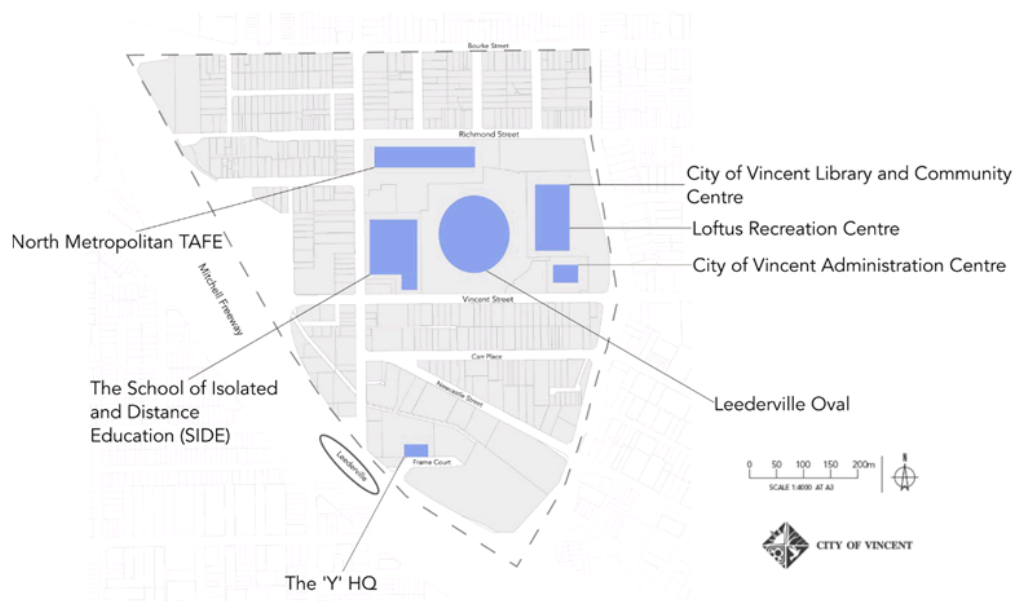 Bourke Street
Richmond Street
City of Vincent Library and Community
Centre
Loftus Recreation Centre
North Metropolitan TAFE
City of Vincent Administration Centre
Mitchell Freeway
Vincent Street
Carr Place
The School of Isolated
and Distance
Education (SIDE)
Newcastle Street
Leederville Oval
Leederville
Frame Court
N
0 50 100 150 200m
SCALE 1:4000 AT A3
CITY OF VINCENT
The 'Y' HQ